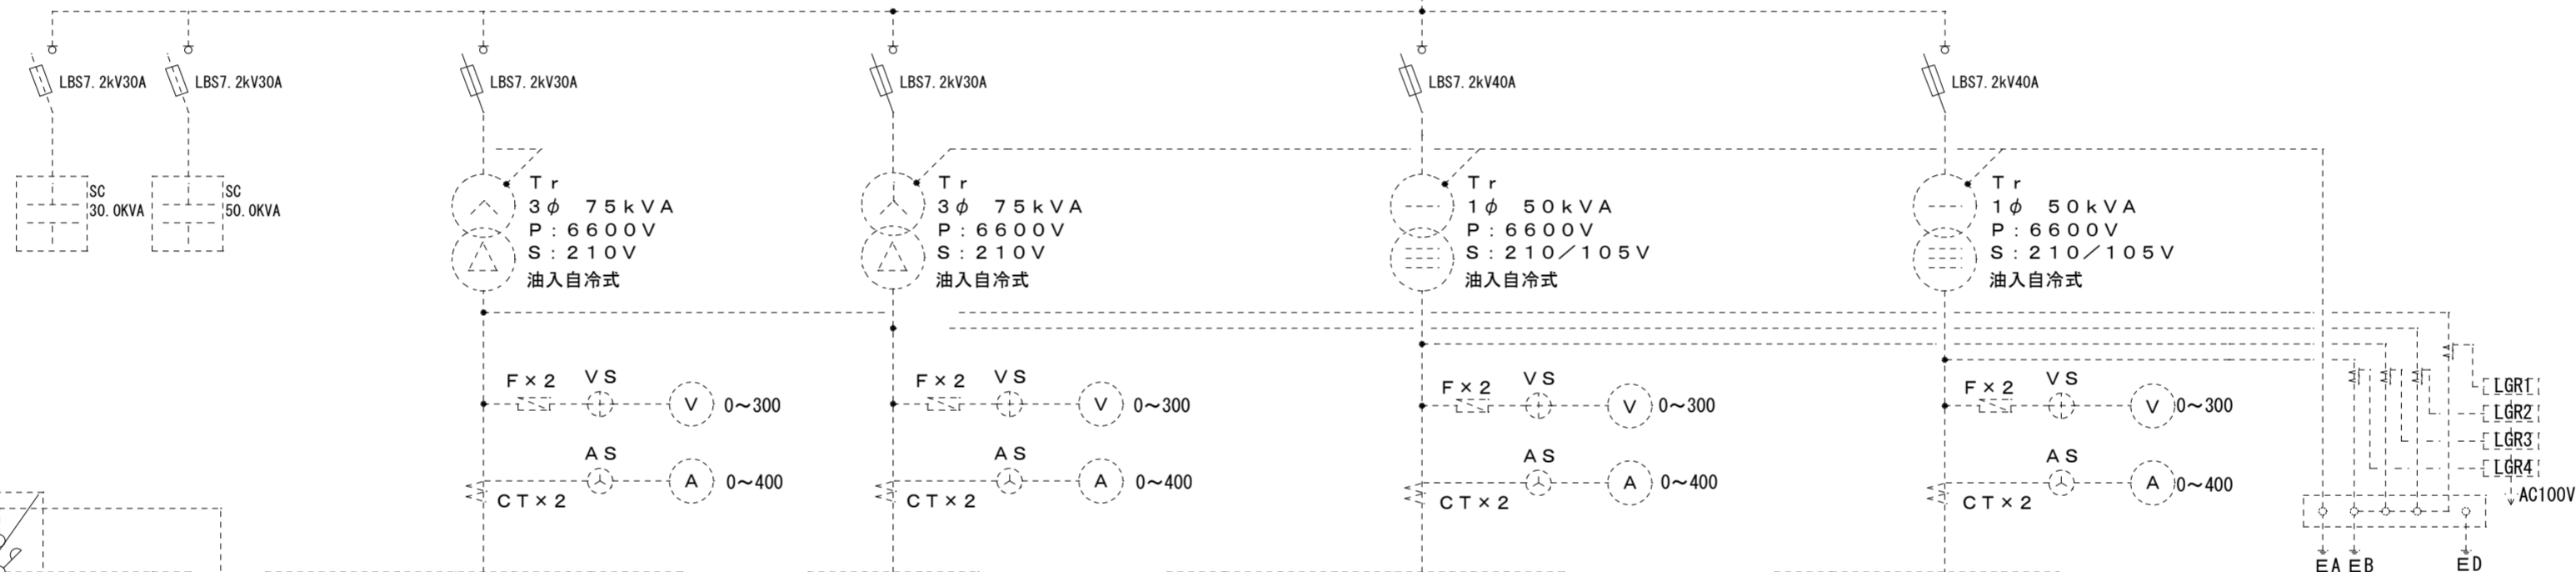 LBS7.2kV30A
LBS7.2kV30A
LBS7.2kV30A
LBS7.2kV30A
LBS7.2kV40A
LBS7.2kV40A
SC
30.0KVA
SC
50.0KVA
Ｔｒ
３φ　７５ｋＶＡ
Ｐ：６６００Ｖ
Ｓ：２１０Ｖ
油入自冷式
Ｔｒ
３φ　７５ｋＶＡ
Ｐ：６６００Ｖ
Ｓ：２１０Ｖ
油入自冷式
Ｔｒ
１φ　５０ｋＶＡ
Ｐ：６６００Ｖ
Ｓ：２１０／１０５Ｖ
油入自冷式
Ｔｒ
１φ　５０ｋＶＡ
Ｐ：６６００Ｖ
Ｓ：２１０／１０５Ｖ
油入自冷式
Ｆ×２　ＶＳ　V　0～300
ＡＳ　A　0～400
ＣＴ×２
Ｆ×２　ＶＳ　V　0～300
ＡＳ　A　0～400
ＣＴ×２
Ｆ×２　ＶＳ　V　0～300
ＡＳ　A　0～400
ＣＴ×２
Ｆ×２　ＶＳ　V　0～300
ＡＳ　A　0～400
ＣＴ×２
LGR1
LGR2
LGR3
LGR4
AC100V
ＥＡ ＥＢ　ＥＤ